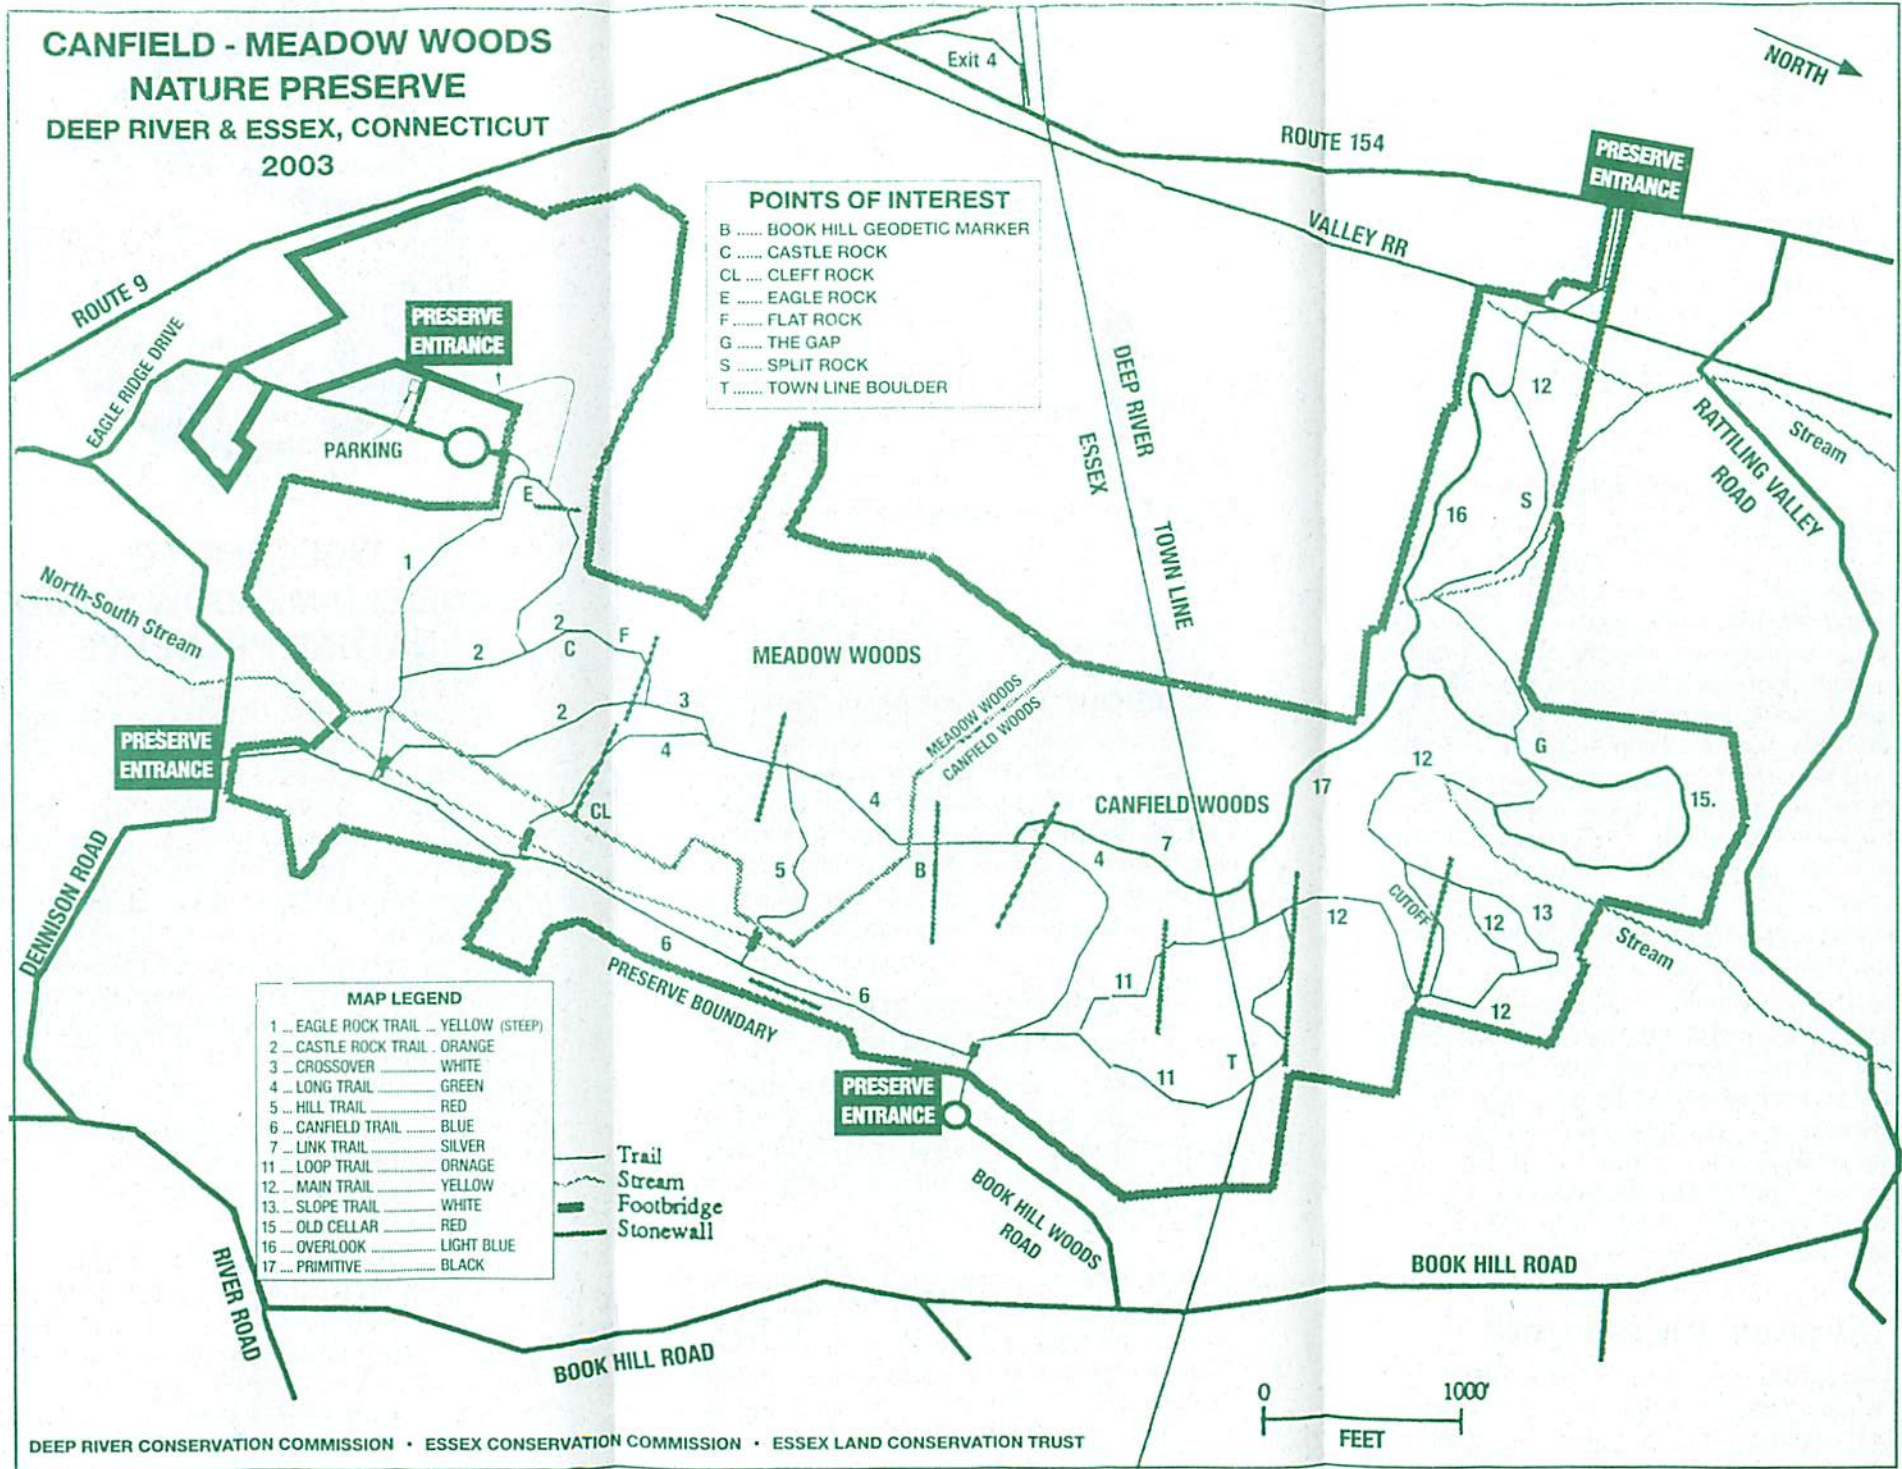 CANFIELD - MEADOW WOODS
NATURE PRESERVE
DEEP RIVER & ESSEX, CONNECTICUT
2003
Exit 4
NORTH
ROUTE 154
PRESERVE
ENTRANCE
VALLEY RR
ROUTE 9
POINTS OF INTEREST
B ...... BOOK HILL GEODETIC MARKER
C ...... CASTLE ROCK
CL .... CLEFT ROCK
E ...... EAGLE ROCK
F ....... FLAT ROCK
G ...... THE GAP
S ...... SPLIT ROCK
T ....... TOWN LINE BOULDER
PRESERVE
ENTRANCE
EAGLE RIDGE DRIVE
PARKING
E
1
DEEP RIVER
ESSEX
TOWN LINE
12
16
S
Stream
RATTILING VALLEY
ROAD
North-South Stream
2
2
C
F
MEADOW WOODS
2
3
4
MEADOW WOODS
CANFIELD WOODS
PRESERVE
ENTRANCE
CL
4
5
B
CANFIELD WOODS
4
7
17
12
G
15.
CUTOFF
12
12
13
Stream
12
DENNISON ROAD
6
6
PRESERVE BOUNDARY
11
11
T
PRESERVE
ENTRANCE
MAP LEGEND
1 ... EAGLE ROCK TRAIL ... YELLOW (STEEP)
2 ... CASTLE ROCK TRAIL . ORANGE
3 ... CROSSOVER ............. WHITE
4 ... LONG TRAIL .............. GREEN
5 ... HILL TRAIL ................ RED
6 ... CANFIELD TRAIL ....... BLUE
7 ... LINK TRAIL ............... SILVER
11 ... LOOP TRAIL .............. ORNAGE
12. .. MAIN TRAIL .............. YELLOW
13. .. SLOPE TRAIL ............ WHITE
15 ... OLD CELLAR ............. RED
16 ... OVERLOOK ............... LIGHT BLUE
17 ... PRIMITIVE ................ BLACK
Trail
Stream
Footbridge
Stonewall
BOOK HILL WOODS
ROAD
RIVER ROAD
BOOK HILL ROAD
BOOK HILL ROAD
0 1000'
FEET
DEEP RIVER CONSERVATION COMMISSION • ESSEX CONSERVATION COMMISSION • ESSEX LAND CONSERVATION TRUST